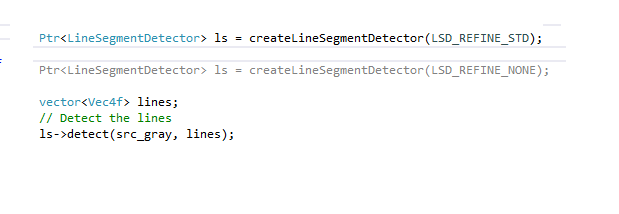 Ptr<LineSegmentDetector> ls = createLineSegmentDetector(LSD_REFINE_STD);
Ptr<LineSegmentDetector> ls = createLineSegmentDetector(LSD_REFINE_NONE);
vector<Vec4f> lines;
// Detect the lines
ls->detect(src_gray, lines);